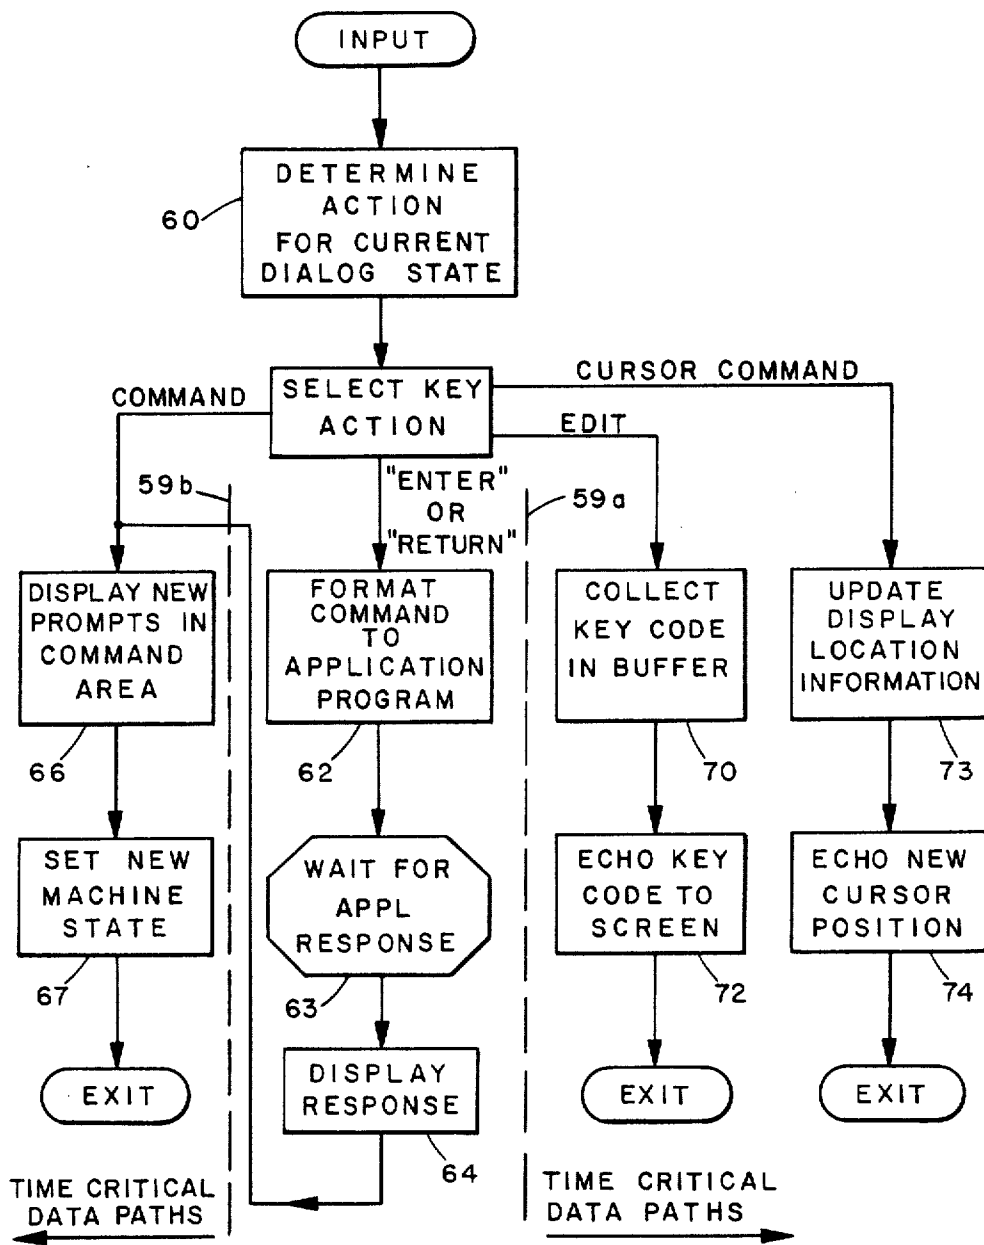 INPUT
DETERMINE
ACTION
FOR CURRENT
DIALOG STATE
60
SELECT KEY
ACTION
COMMAND
CURSOR COMMAND
EDIT
"ENTER"
OR
"RETURN"
59b
59a
DISPLAY NEW
PROMPTS IN
COMMAND
AREA
66
FORMAT
COMMAND
TO
APPLICATION
PROGRAM
62
COLLECT
KEY CODE
IN BUFFER
70
UPDATE
DISPLAY
LOCATION
INFORMATION
73
SET NEW
MACHINE
STATE
67
WAIT FOR
APPL
RESPONSE
63
ECHO KEY
CODE TO
SCREEN
72
ECHO NEW
CURSOR
POSITION
74
EXIT
DISPLAY
RESPONSE
64
EXIT
EXIT
TIME CRITICAL
DATA PATHS
TIME CRITICAL
DATA PATHS